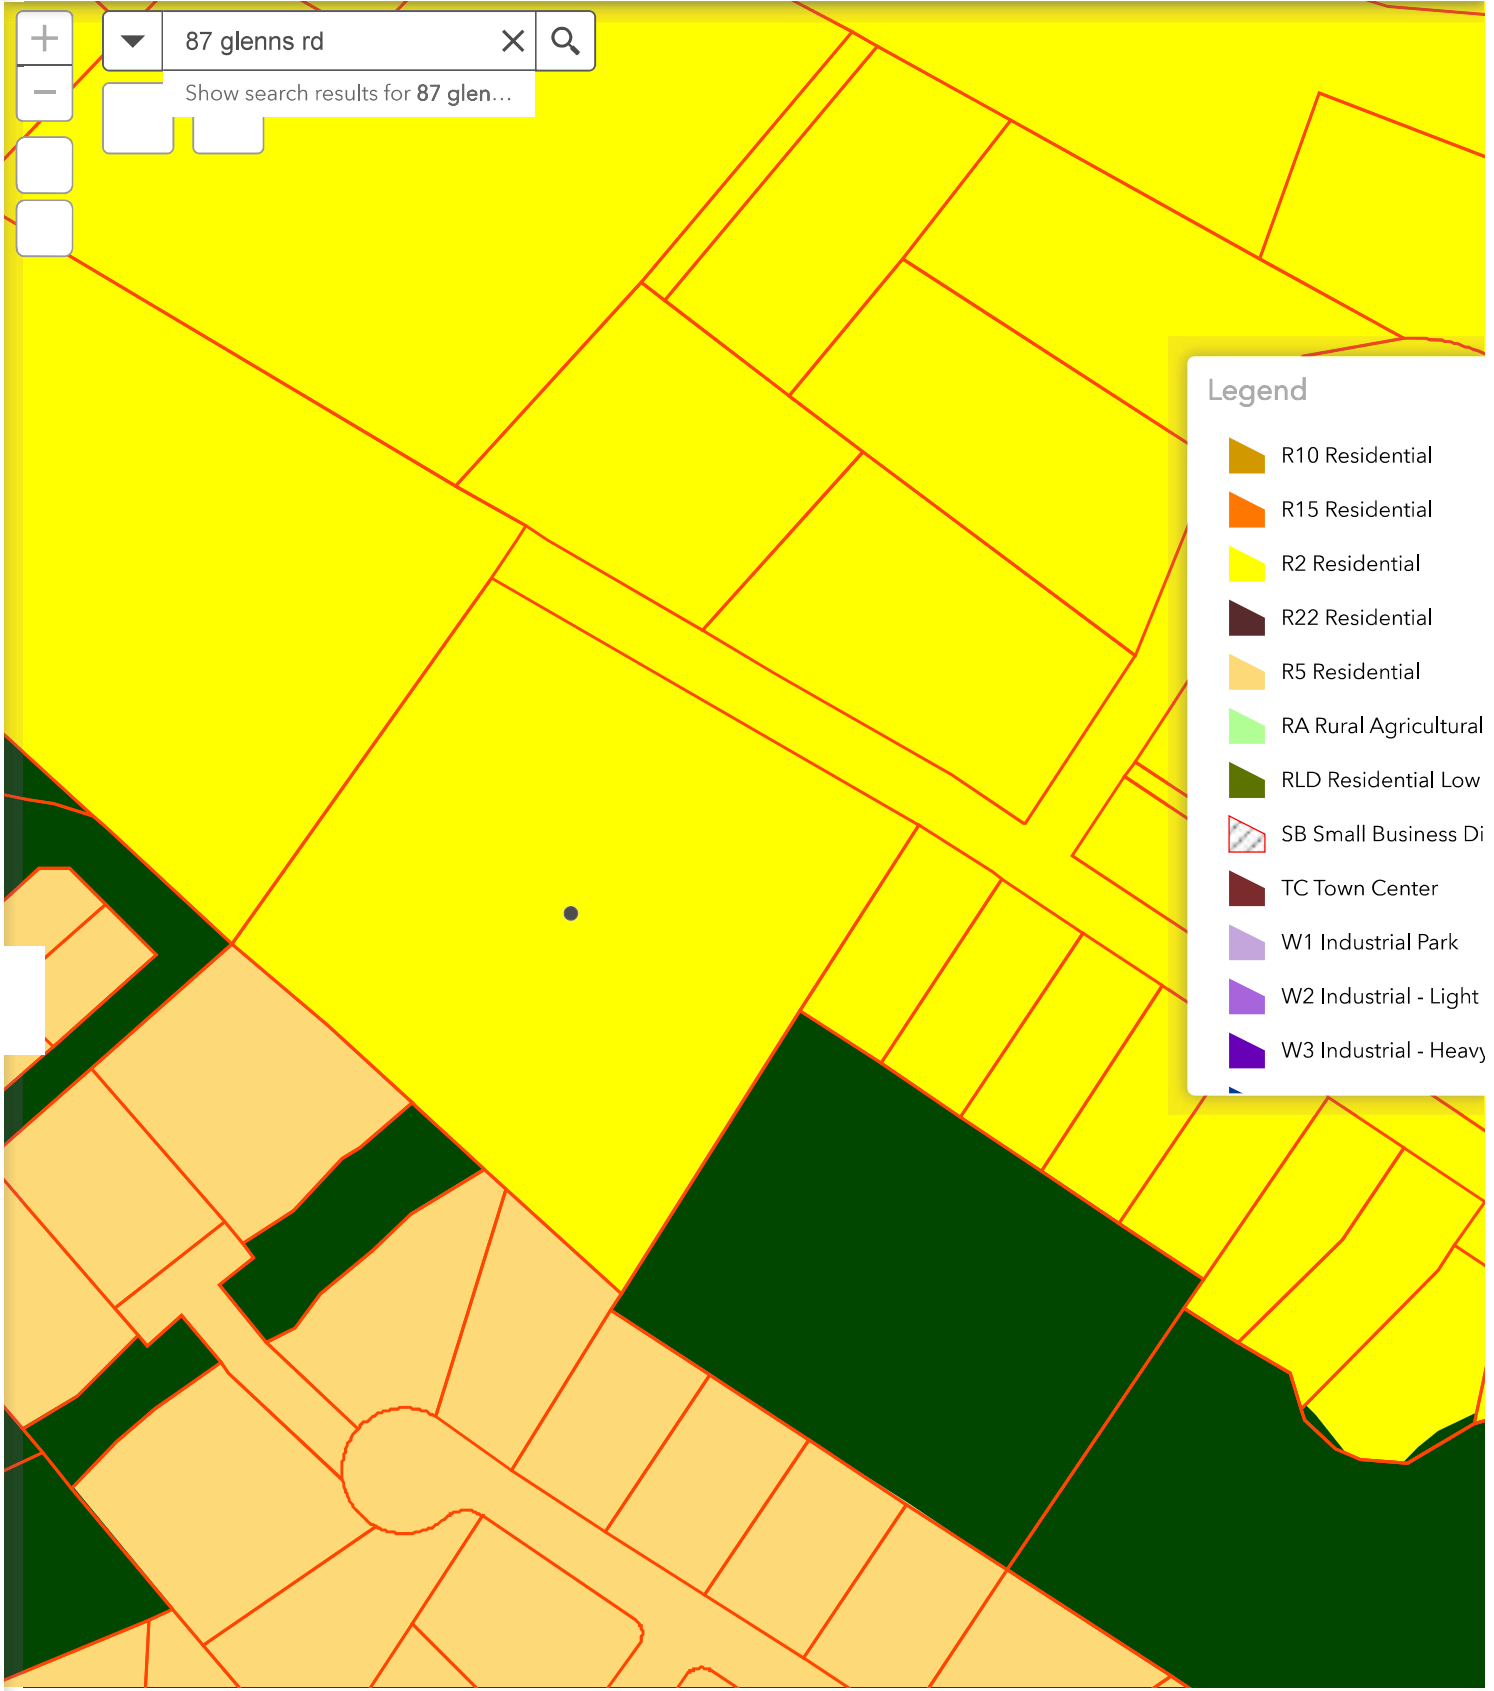 87 glenns rd
Show search results for 87 glen...
Legend
R10 Residential
R15 Residential
R2 Residential
R22 Residential
R5 Residential
RA Rural Agricultural
RLD Residential Low
SB Small Business Di
TC Town Center
W1 Industrial Park
W2 Industrial - Light
W3 Industrial - Heavy